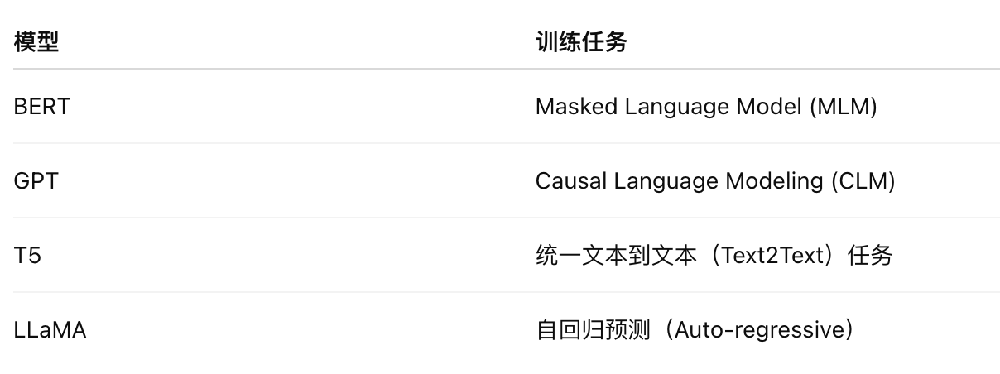 模型 训练任务
BERT Masked Language Model (MLM)
GPT Causal Language Modeling (CLM)
T5 统一文本到文本（Text2Text）任务
LLaMA 自回归预测（Auto-regressive）